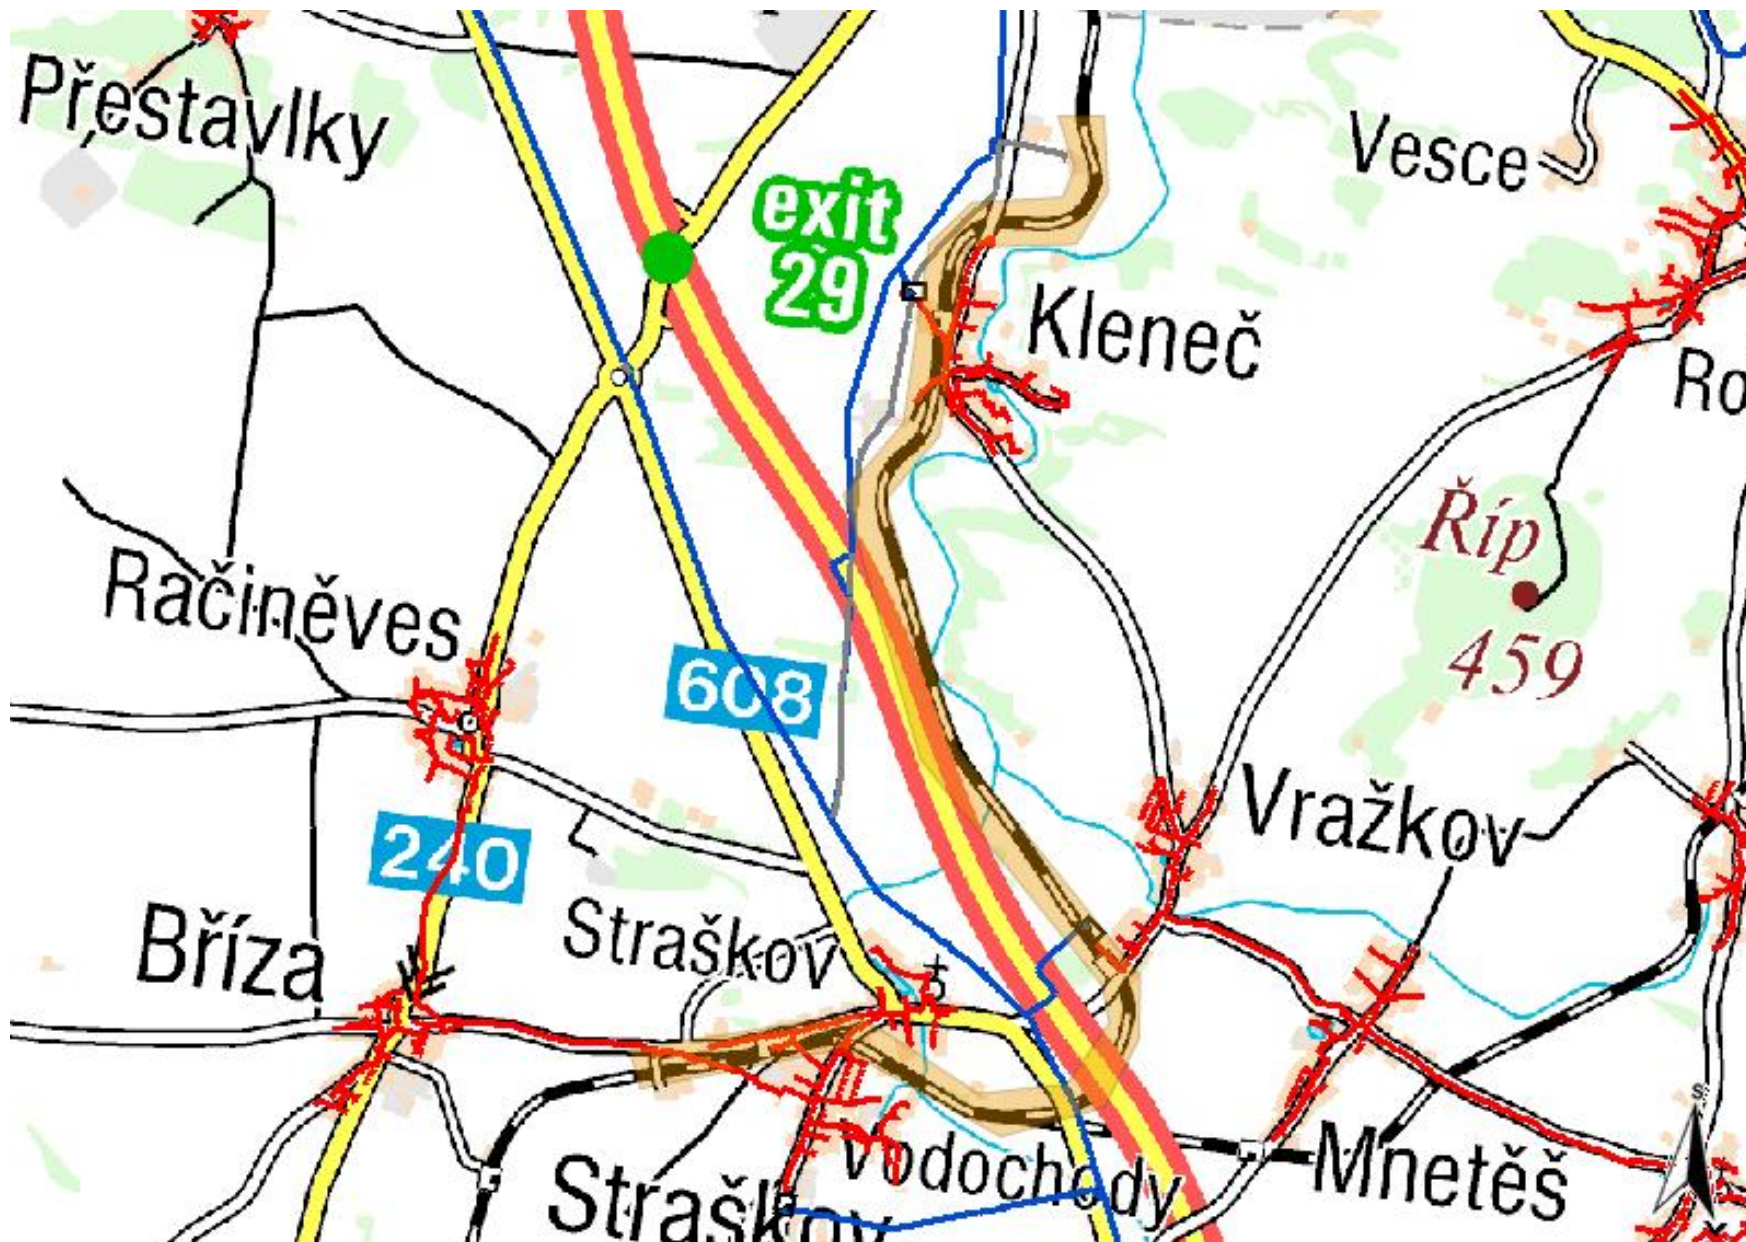 Přestavlky
Vesce
exit
29
Kleneč
Ro
Říp
459
Račiněves
608
Vražkov
240
Bříza
Straškov
Vodochody
Mnetěš
Straškov
S